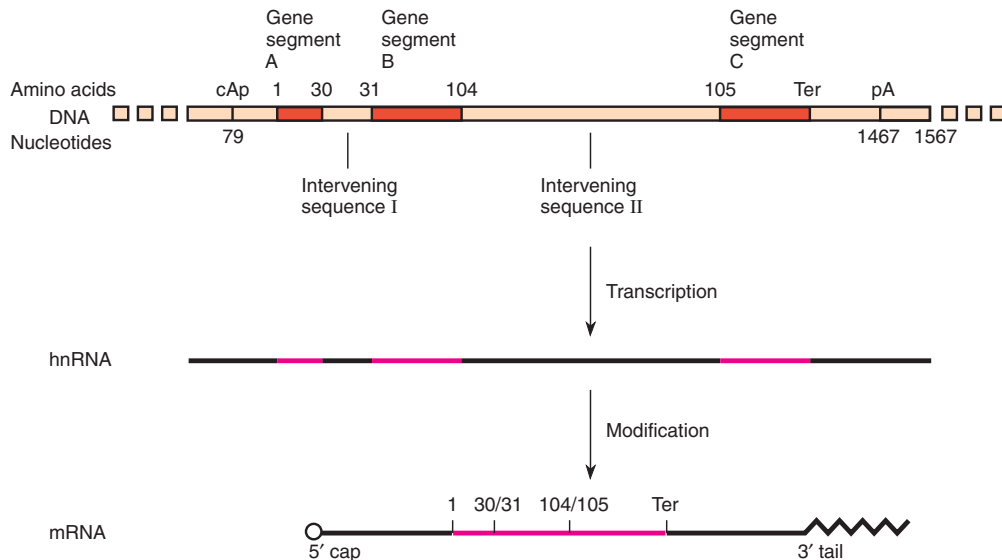 Gene segment A
Gene segment B
Gene segment C
Amino acids cAp 1 30 31 104 105 Ter pA
DNA
Nucleotides 79 1467 1567
Intervening sequence I
Intervening sequence II
Transcription
hnRNA
Modification
1 30/31 104/105 Ter
mRNA
5′ cap 3′ tail